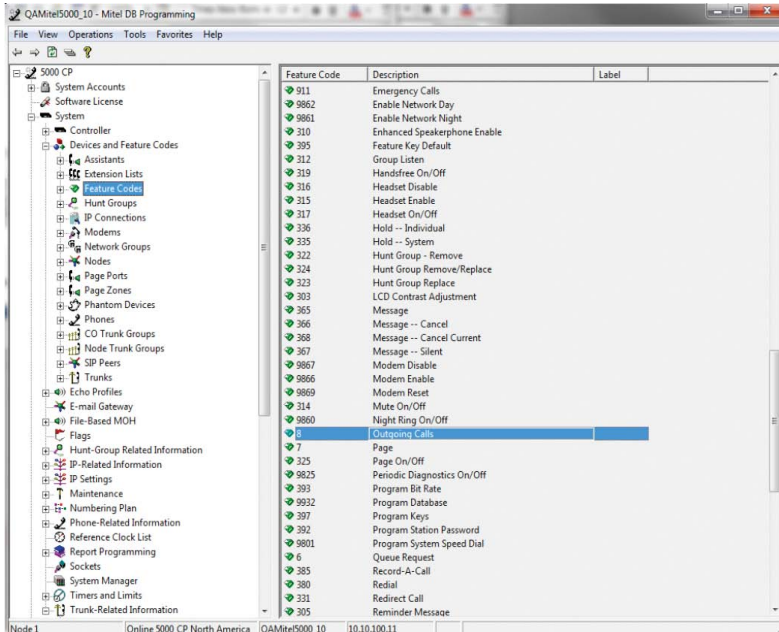 QAMitel5000_10 - Mitel DB Programming
File View Operations Tools Favorites Help
5000 CP
System Accounts
Software License
System
Controller
Devices and Feature Codes
Assistants
Extension Lists
Feature Codes
Hunt Groups
IP Connections
Modems
Network Groups
Nodes
Page Ports
Page Zones
Phantom Devices
Phones
CO Trunk Groups
Node Trunk Groups
SIP Peers
Trunks
Echo Profiles
E-mail Gateway
File-Based MOH
Flags
Hunt-Group Related Information
IP-Related Information
IP Settings
Maintenance
Numbering Plan
Phone-Related Information
Reference Clock List
Report Programming
Sockets
System Manager
Timers and Limits
Trunk-Related Information
Feature Code Description Label
911 Emergency Calls
9862 Enable Network Day
9861 Enable Network Night
310 Enhanced Speakerphone Enable
395 Feature Key Default
312 Group Listen
319 Handsfree On/Off
316 Headset Disable
315 Headset Enable
317 Headset On/Off
336 Hold -- Individual
335 Hold -- System
322 Hunt Group - Remove
324 Hunt Group Remove/Replace
323 Hunt Group Replace
303 LCD Contrast Adjustment
365 Message
366 Message -- Cancel
368 Message -- Cancel Current
367 Message -- Silent
9867 Modem Disable
9866 Modem Enable
9869 Modem Reset
314 Mute On/Off
9860 Night Ring On/Off
8 Outgoing Calls
7 Page
325 Page On/Off
9825 Periodic Diagnostics On/Off
393 Program Bit Rate
9932 Program Database
397 Program Keys
392 Program Station Password
9801 Program System Speed Dial
6 Queue Request
385 Record-A-Call
380 Redial
331 Redirect Call
305 Reminder Message
Node 1 Online 5000 CP North America QAMitel5000_10 10.10.100.11